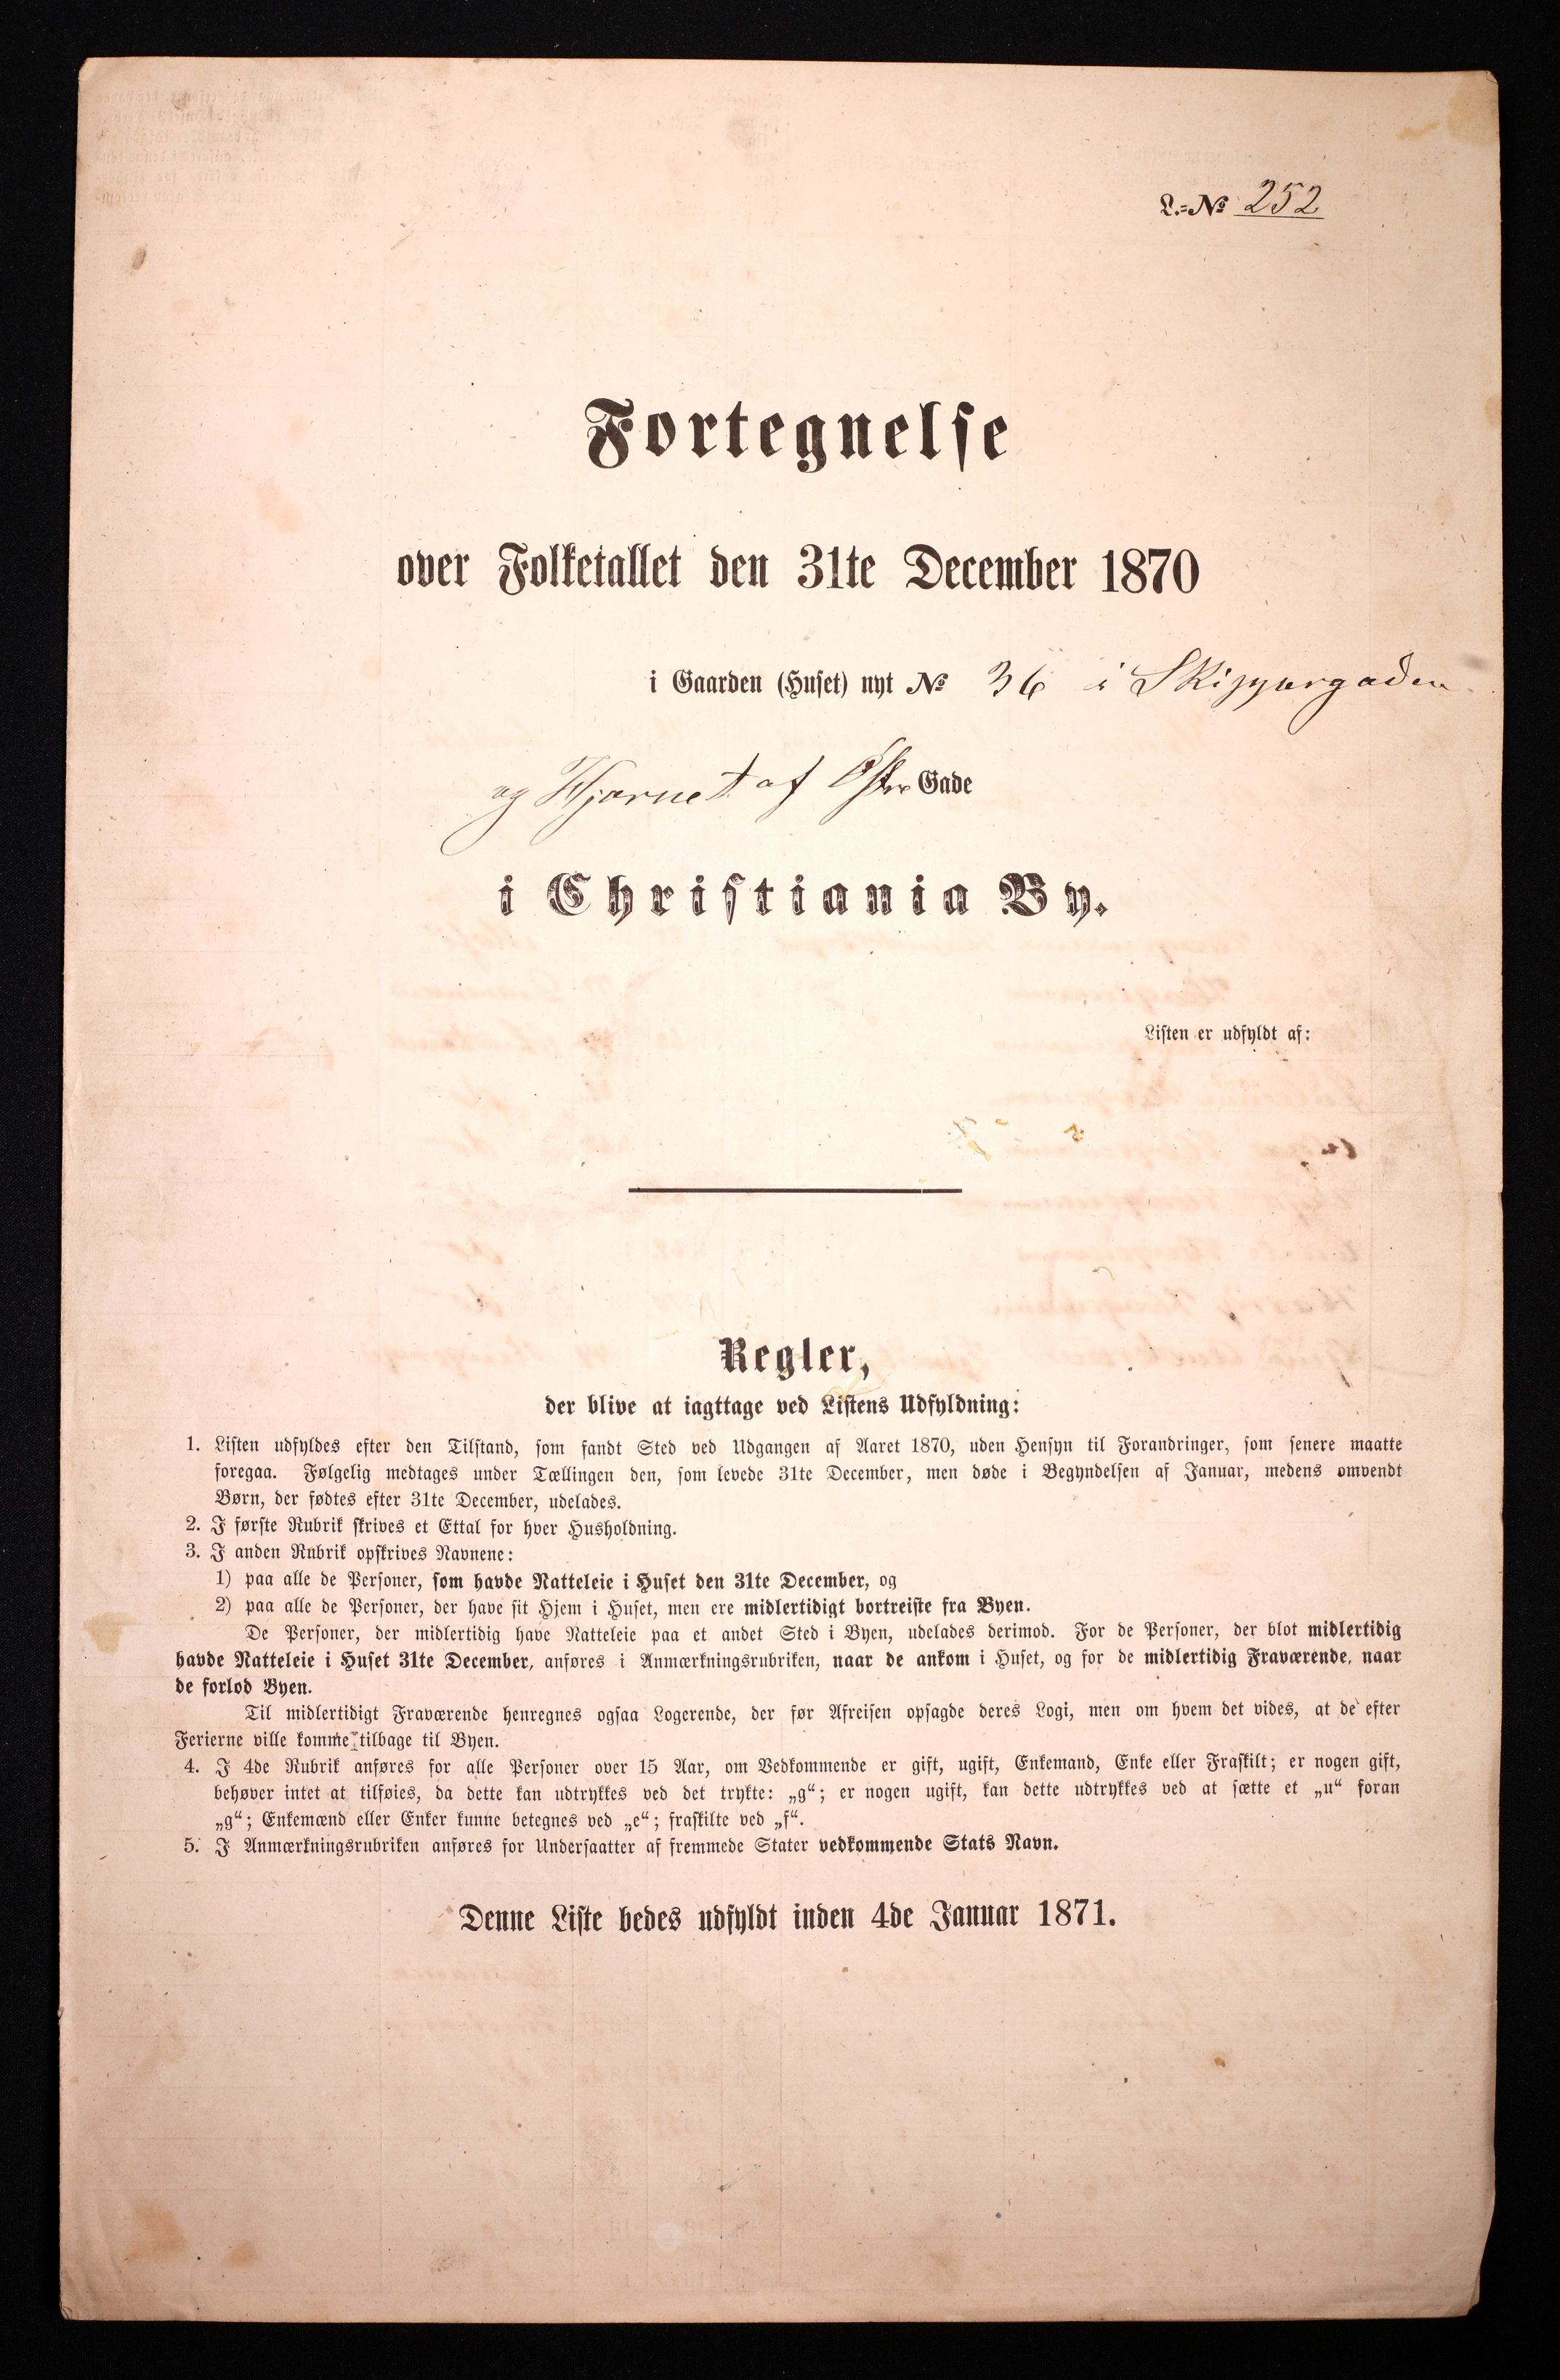 L.=№ 252
Fortegnelse
over Folketallet den 31te December 1870
i Gaarden (Huset) nyt № 36 i Skippergaden
og Hjørnet af Østre Gade
i Christiania By.
Listen er udfyldt af:
Regler,
der blive at iagttage ved Listens Udfyldning:
1. Listen udfyldes efter den Tilstand, som fandt Sted ved Udgangen af Aaret 1870, uden Hensyn til Forandringer, som senere maatte
foregaa. Følgelig medtages under Tællingen den, som levede 31te December, men døde i Begyndelsen af Januar, medens omvendt
Børn, der fødtes efter 31te December, udelades.
2. I første Rubrik skrives et Ettal for hver Husholdning.
3. I anden Rubrik opskrives Navnene:
1) paa alle de Personer, som havde Natteleie i Huset den 31te December, og
2) paa alle de Personer, der have sit Hjem i Huset, men ere midlertidigt bortreiste fra Byen.
De Personer, der midlertidig have Natteleie paa et andet Sted i Byen, udelades derimod. For de Personer, der blot midlertidig
havde Natteleie i Huset 31te December, anføres i Anmærkningsrubriken, naar de ankom i Huset, og for de midlertidig Fraværende, naar
de forlod Byen.
Til midlertidigt Fraværende henregnes ogsaa Logerende, der før Afreisen opsagde deres Logi, men om hvem det vides, at de efter
Ferierne ville komme tilbage til Byen.
4. I 4de Rubrik anføres for alle Personer over 15 Aar, om Vedkommende er gift, ugift, Enkemand, Enke eller Fraskilt; er nogen gift,
behøver intet at tilføies, da dette kan udtrykkes ved det trykte: „g“; er nogen ugift, kan dette udtrykkes ved at sætte et „u“ foran
„g“; Enkemænd eller Enker kunne betegnes ved „e“; fraskilte ved „f“.
5. I Anmærkningsrubriken anføres for Undersaatter af fremmede Stater vedkommende Stats Navn.
Denne Liste bedes udfyldt inden 4de Januar 1871.